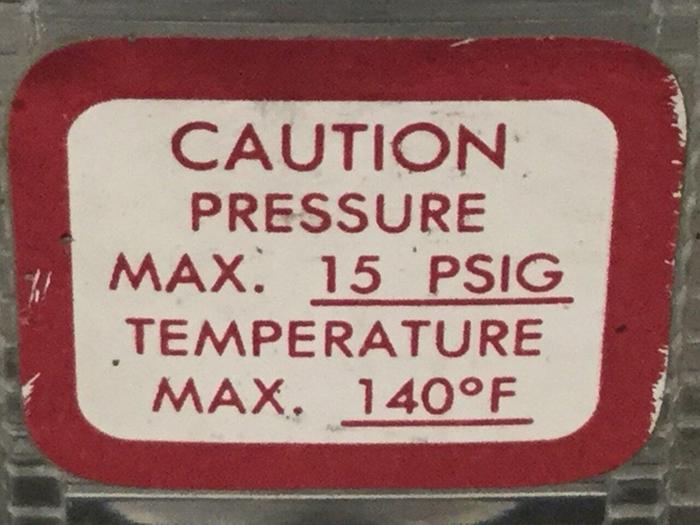 CAUTION
PRESSURE
MAX. 15 PSIG
TEMPERATURE
MAX. 140°F